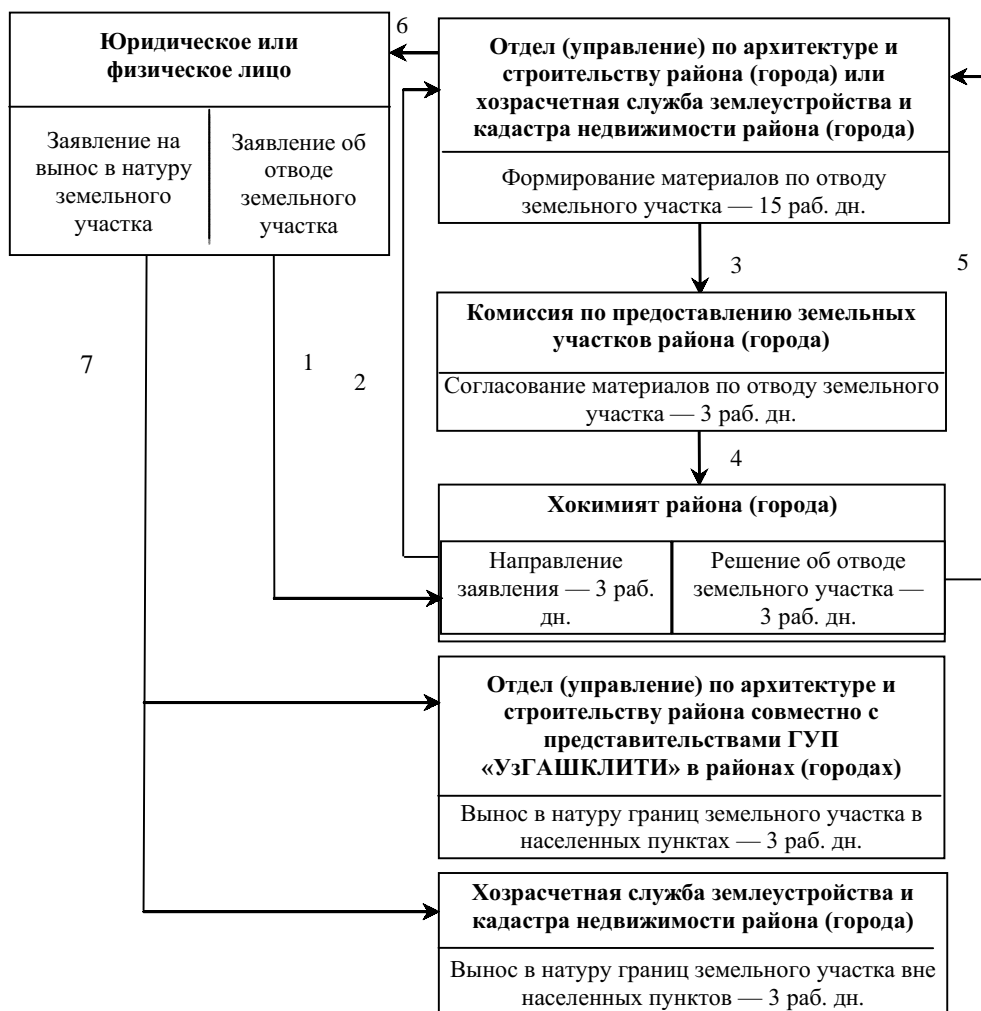 Юридическое или
физическое лицо
Заявление на
вынос в натуру
земельного
участка
Заявление об
отводе
земельного
участка
6
Отдел (управление) по архитектуре и
строительству района (города) или
хозрасчетная служба землеустройства и
кадастра недвижимости района (города)
Формирование материалов по отводу
земельного участка — 15 раб. дн.
3
5
Комиссия по предоставлению земельных
участков района (города)
Согласование материалов по отводу земельного
участка — 3 раб. дн.
7
1
2
4
Хокимият района (города)
Направление
заявления — 3 раб.
дн.
Решение об отводе
земельного участка —
3 раб. дн.
Отдел (управление) по архитектуре и
строительству района совместно с
представительствами ГУП
«УзГАШКЛИТИ» в районах (городах)
Вынос в натуру границ земельного участка в
населенных пунктах — 3 раб. дн.
Хозрасчетная служба землеустройства и
кадастра недвижимости района (города)
Вынос в натуру границ земельного участка вне
населенных пунктов — 3 раб. дн.